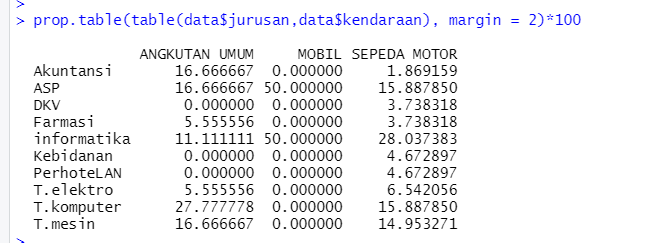 >
> prop.table(table(data$jurusan,data$kendaraan), margin = 2)*100
ANGKUTAN UMUM MOBIL SEPEDA MOTOR
Akuntansi 16.666667 0.000000 1.869159
ASP 16.666667 50.000000 15.887850
DKV 0.000000 0.000000 3.738318
Farmasi 5.555556 0.000000 3.738318
informatika 11.111111 50.000000 28.037383
Kebidanan 0.000000 0.000000 4.672897
PerhoteLAN 0.000000 0.000000 4.672897
T.elektro 5.555556 0.000000 6.542056
T.komputer 27.777778 0.000000 15.887850
T.mesin 16.666667 0.000000 14.953271
>